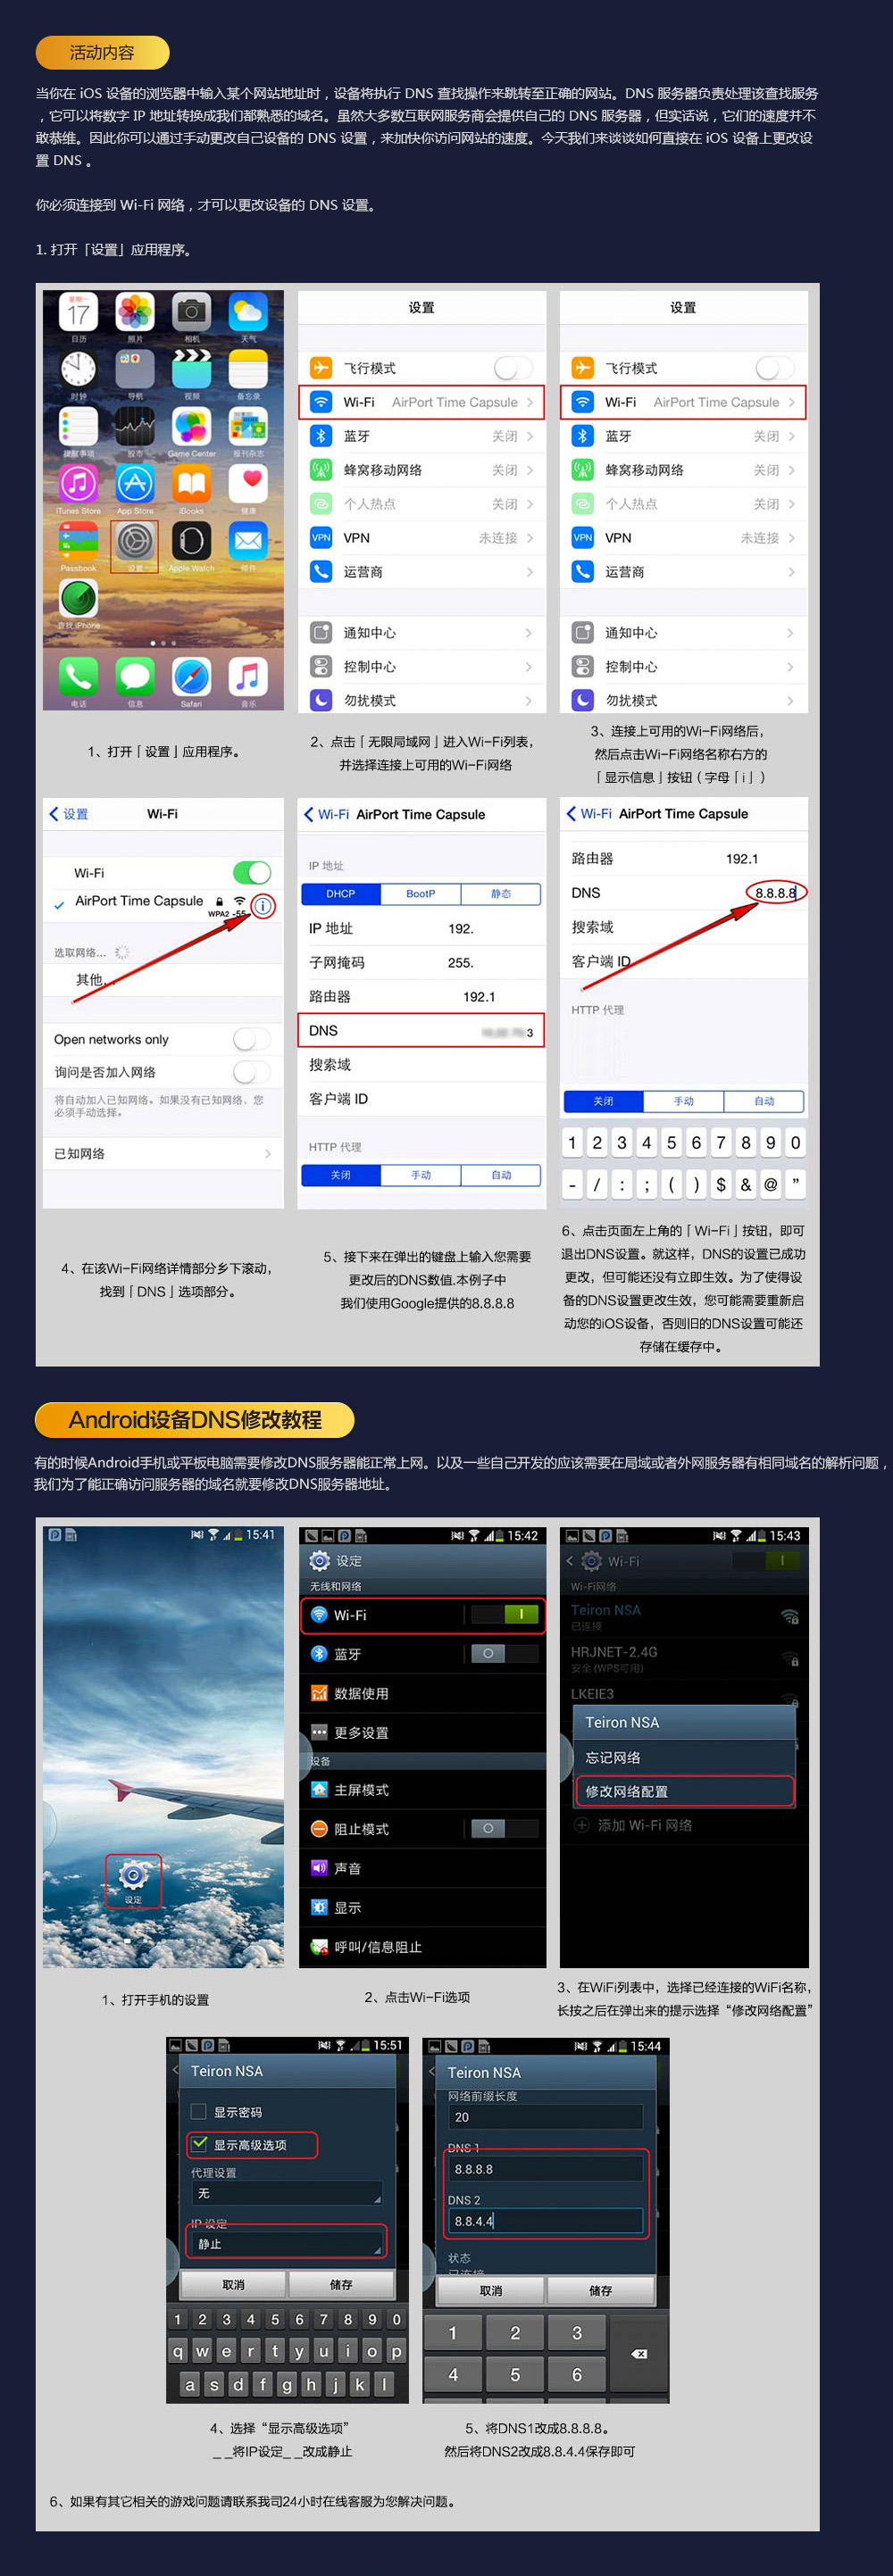 活动内容
当你在 iOS 设备的浏览器中输入某个网站地址时，设备将执行 DNS 查找操作来跳转至正确的网站。DNS 服务器负责处理该查找服务
，它可以将数字 IP 地址转换成我们都熟悉的域名。虽然大多数互联网服务商会提供自己的 DNS 服务器，但实话说，它们的速度并不
敢恭维。因此你可以通过手动更改自己设备的 DNS 设置，来加快你访问网站的速度。今天我们来谈谈如何直接在 iOS 设备上更改设
置 DNS 。
你必须连接到 Wi-Fi 网络，才可以更改设备的 DNS 设置。
1. 打开「设置」应用程序。
星期一
17
日历
照片
相机
天气
时钟
导航
视频
备忘录
提醒事项
股市
Game Center
报刊杂志
iTunes Store
App Store
iBooks
健康
Passbook
设置
Apple Watch
邮件
查找 iPhone
电话
信息
Safari
音乐
1、打开「设置」应用程序。
设置
飞行模式
Wi-Fi AirPort Time Capsule
蓝牙 关闭
蜂窝移动网络 关闭
个人热点 关闭
VPN VPN 未连接
运营商
通知中心
控制中心
勿扰模式
2、点击「无限局域网」进入Wi-Fi列表，
并选择连接上可用的Wi-Fi网络
设置
飞行模式
Wi-Fi AirPort Time Capsule
蓝牙 关闭
蜂窝移动网络 关闭
个人热点 关闭
VPN VPN 未连接
运营商
通知中心
控制中心
勿扰模式
3、连接上可用的Wi-Fi网络后，
然后点击Wi-Fi网络名称右方的
「显示信息」按钮（字母「i」）
设置 Wi-Fi
Wi-Fi
AirPort Time Capsule
WPA2 -55
选取网络...
其他...
Open networks only
询问是否加入网络
将自动加入已知网络。如果没有已知网络，您
必须手动选择。
已知网络
4、在该Wi-Fi网络详情部分乡下滚动，
找到「DNS」选项部分。
Wi-Fi AirPort Time Capsule
IP 地址
DHCP BootP 静态
IP 地址 192.
子网掩码 255.
路由器 192.1
DNS 3
搜索域
客户端 ID
HTTP 代理
关闭 手动 自动
5、接下来在弹出的键盘上输入您需要
更改后的DNS数值.本例子中
我们使用Google提供的8.8.8.8
Wi-Fi AirPort Time Capsule
路由器 192.1
DNS 8.8.8.8
搜索域
客户端 ID
HTTP 代理
关闭 手动 自动
1 2 3 4 5 6 7 8 9 0
- / : ; ( ) $ & @ "
6、点击页面左上角的「Wi-Fi」按钮，即可
退出DNS设置。就这样，DNS的设置已成功
更改，但可能还没有立即生效。为了使得设
备的DNS设置更改生效，您可能需要重新启
动您的iOS设备，否则旧的DNS设置可能还
存储在缓存中。
Android设备DNS修改教程
有的时候Android手机或平板电脑需要修改DNS服务器能正常上网。以及一些自己开发的应该需要在局域或者外网服务器有相同域名的解析问题，
我们为了能正确访问服务器的域名就要修改DNS服务器地址。
15:41
设定
1、打开手机的设置
15:42
设定
无线和网络
Wi-Fi
蓝牙
数据使用
更多设置
设备
主屏模式
阻止模式
声音
显示
呼叫/信息阻止
2、点击Wi-Fi选项
15:43
Wi-Fi
Wi-Fi网络
Teiron NSA
已连接
HRJNET-2.4G
安全 (WPS可用)
LKEIE3
Teiron NSA
忘记网络
修改网络配置
添加 Wi-Fi 网络
3、在WiFi列表中，选择已经连接的WiFi名称，
长按之后在弹出来的提示选择“修改网络配置”
15:51
Teiron NSA
显示密码
显示高级选项
代理设置
无
IP 设定
静止
取消 储存
1 2 3 4 5 6 7 8 9 0
q w e r t y u i o p
a s d f g h j k l
4、选择“显示高级选项”
_ _将IP设定_ _改成静止
15:44
Teiron NSA
网络前缀长度
20
DNS 1
8.8.8.8
DNS 2
8.8.4.4
状态
已连接
取消 储存
1 2 3
4 5 6
5、将DNS1改成8.8.8.8。
然后将DNS2改成8.8.4.4保存即可
6、如果有其它相关的游戏问题请联系我司24小时在线客服为您解决问题。